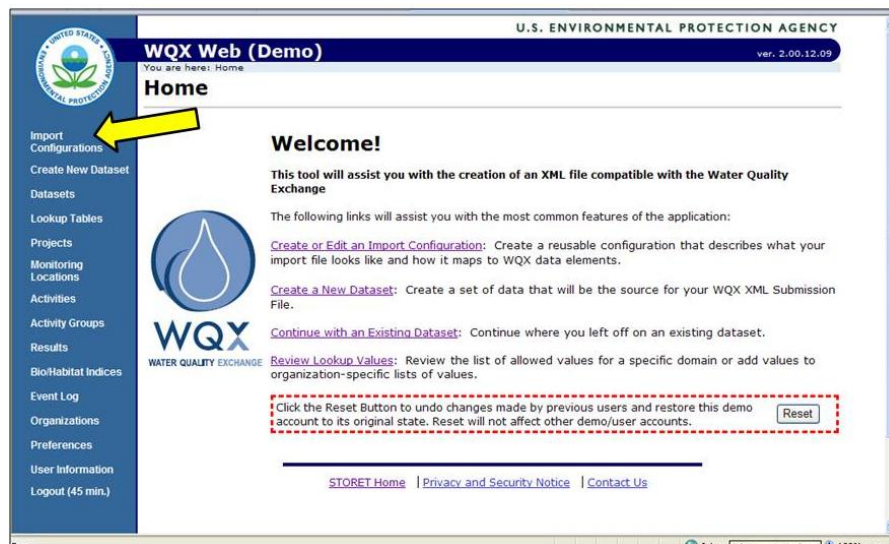 U.S. ENVIRONMENTAL PROTECTION AGENCY
UNITED STATES
ENVIRONMENTAL PROTECTION AGENCY
WQX Web (Demo)
ver. 2.00.12.09
You are here: Home
Home
Import
Configurations
Create New Dataset
Datasets
Lookup Tables
Projects
Monitoring
Locations
Activities
Activity Groups
Results
Bio/Habitat Indices
Event Log
Organizations
Preferences
User Information
Logout (45 min.)
WQX
WATER QUALITY EXCHANGE
Welcome!
This tool will assist you with the creation of an XML file compatible with the Water Quality
Exchange
The following links will assist you with the most common features of the application:
Create or Edit an Import Configuration: Create a reusable configuration that describes what your
import file looks like and how it maps to WQX data elements.
Create a New Dataset: Create a set of data that will be the source for your WQX XML Submission
File.
Continue with an Existing Dataset: Continue where you left off on an existing dataset.
Review Lookup Values: Review the list of allowed values for a specific domain or add values to
organization-specific lists of values.
Click the Reset Button to undo changes made by previous users and restore this demo
account to its original state. Reset will not affect other demo/user accounts.
Reset
STORET Home | Privacy and Security Notice | Contact Us